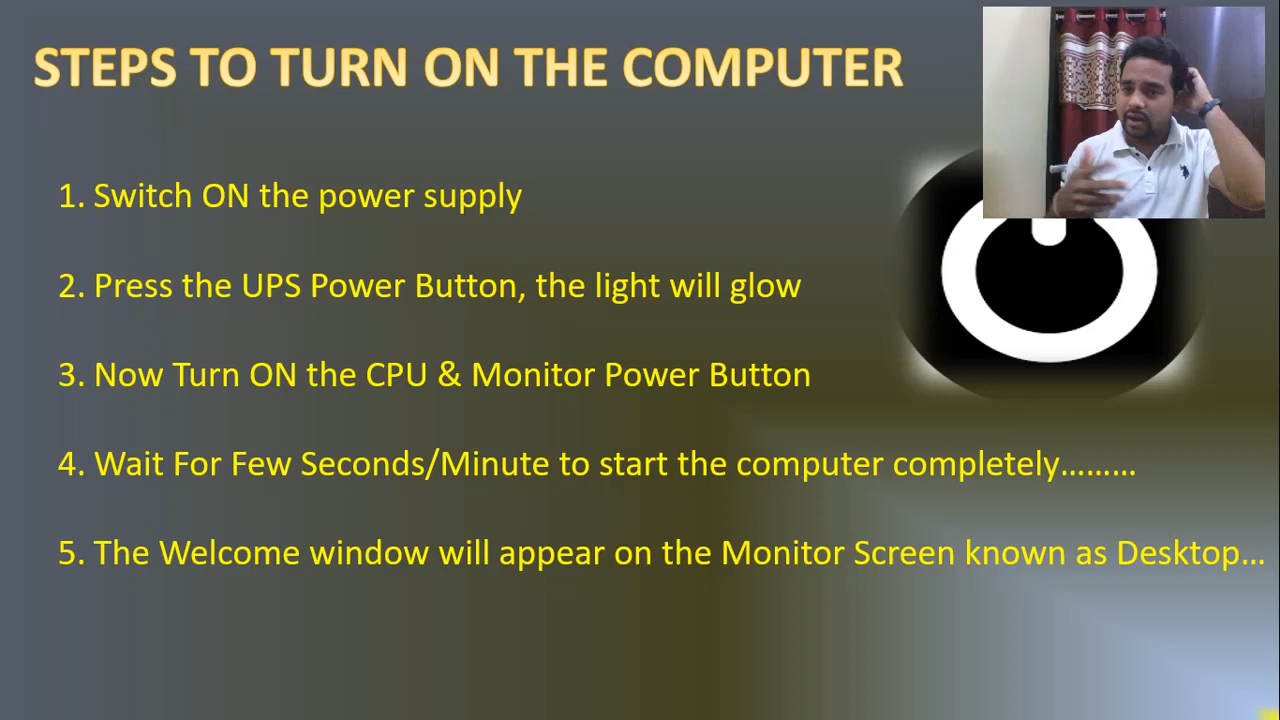 STEPS TO TURN ON THE COMPUTER
1. Switch ON the power supply
2. Press the UPS Power Button, the light will glow
3. Now Turn ON the CPU & Monitor Power Button
4. Wait For Few Seconds/Minute to start the computer completely………
5. The Welcome window will appear on the Monitor Screen known as Desktop…